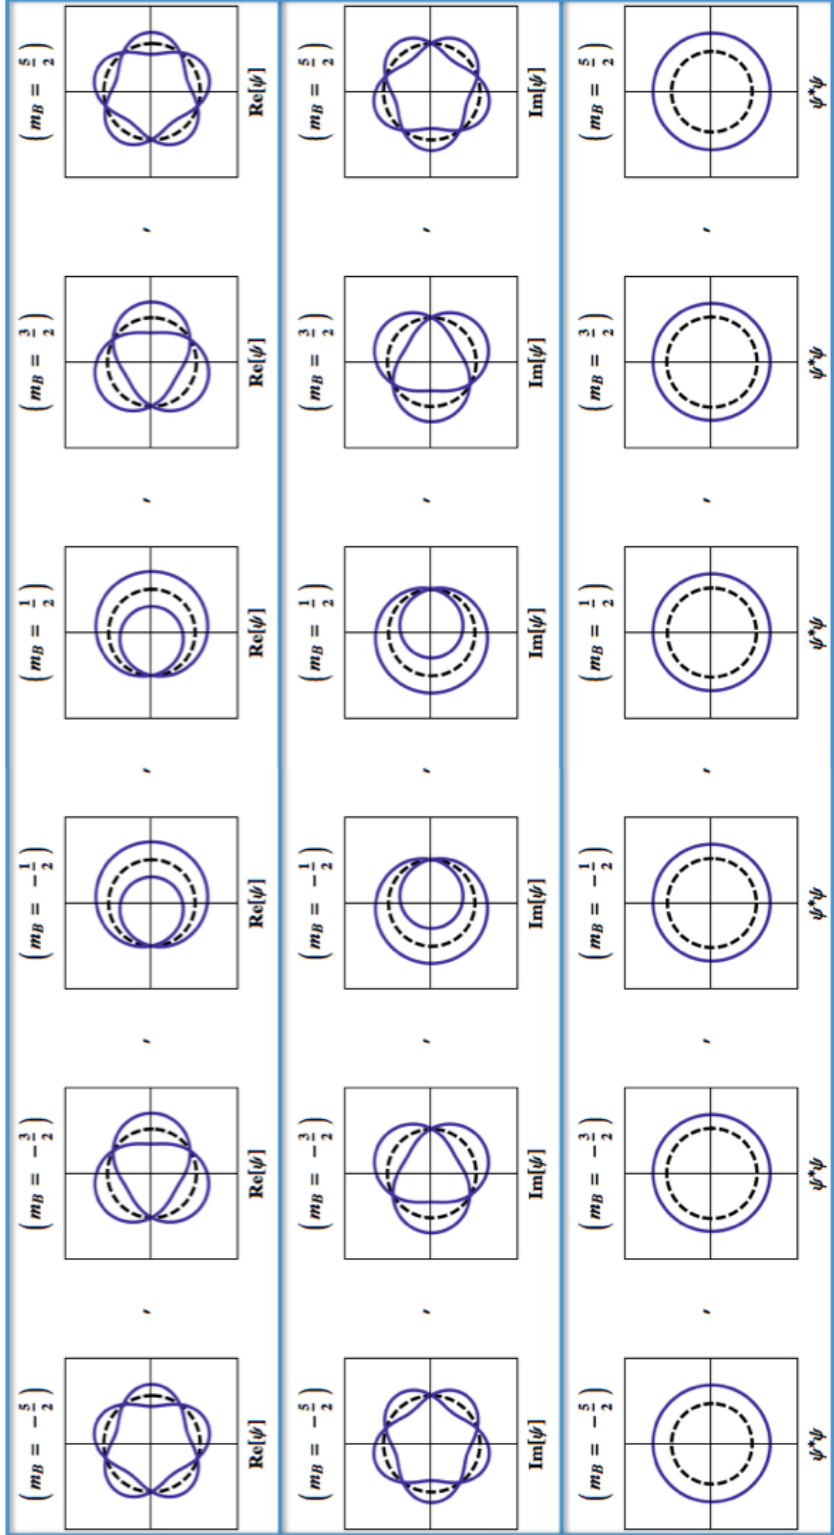 (m_B = -5/2) , (m_B = -3/2) , (m_B = -1/2) , (m_B = 1/2) , (m_B = 3/2) , (m_B = 5/2)
Re[ψ] Re[ψ] Re[ψ] Re[ψ] Re[ψ] Re[ψ]
(m_B = -5/2) , (m_B = -3/2) , (m_B = -1/2) , (m_B = 1/2) , (m_B = 3/2) , (m_B = 5/2)
Im[ψ] Im[ψ] Im[ψ] Im[ψ] Im[ψ] Im[ψ]
(m_B = -5/2) , (m_B = -3/2) , (m_B = -1/2) , (m_B = 1/2) , (m_B = 3/2) , (m_B = 5/2)
ψ*ψ ψ*ψ ψ*ψ ψ*ψ ψ*ψ ψ*ψ